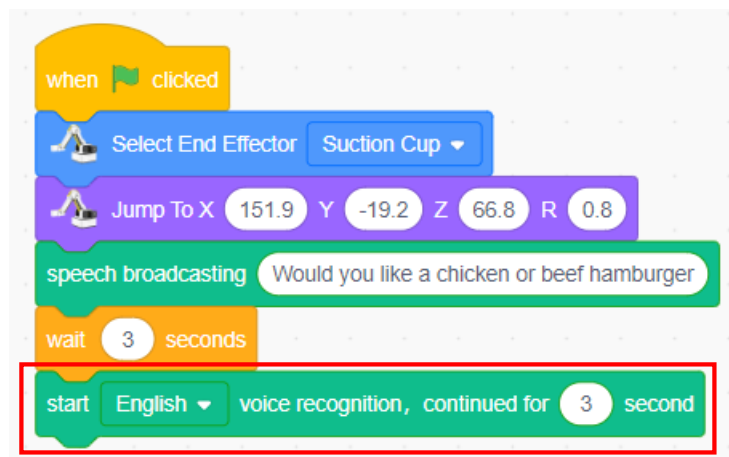 when clicked
Select End Effector Suction Cup
Jump To X 151.9 Y -19.2 Z 66.8 R 0.8
speech broadcasting Would you like a chicken or beef hamburger
wait 3 seconds
start English voice recognition, continued for 3 second